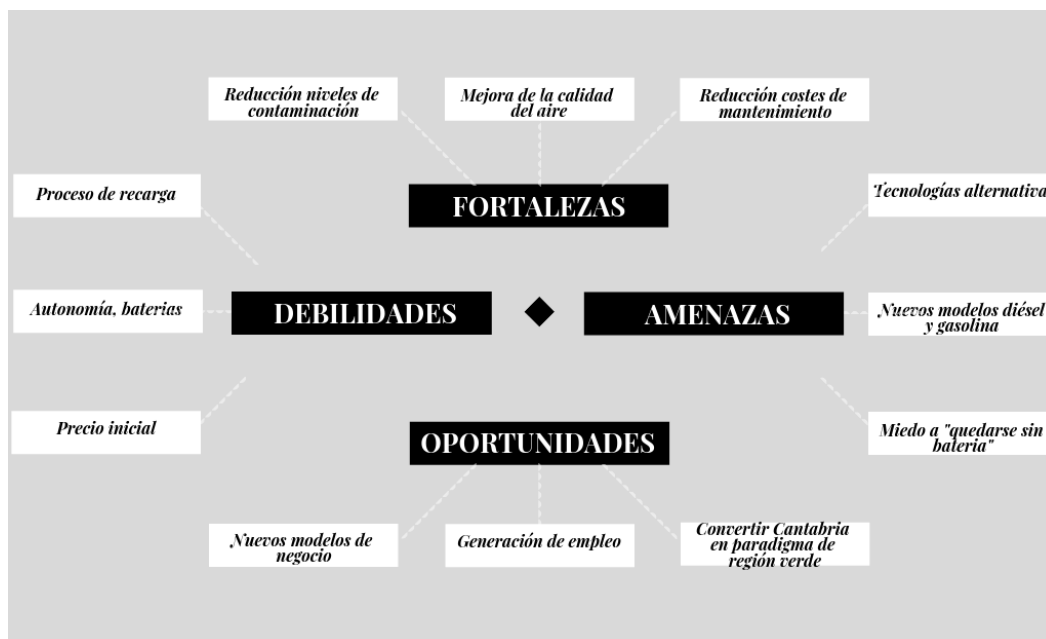 Reducción niveles de
contaminación
Mejora de la calidad
del aire
Reducción costes de
mantenimiento
FORTALEZAS
Proceso de recarga
Autonomía, baterias
Precio inicial
DEBILIDADES
AMENAZAS
Tecnologías alternativa
Nuevos modelos diésel
y gasolina
Miedo a "quedarse sin
bateria"
OPORTUNIDADES
Nuevos modelos de
negocio
Generación de empleo
Convertir Cantabria
en paradigma de
región verde